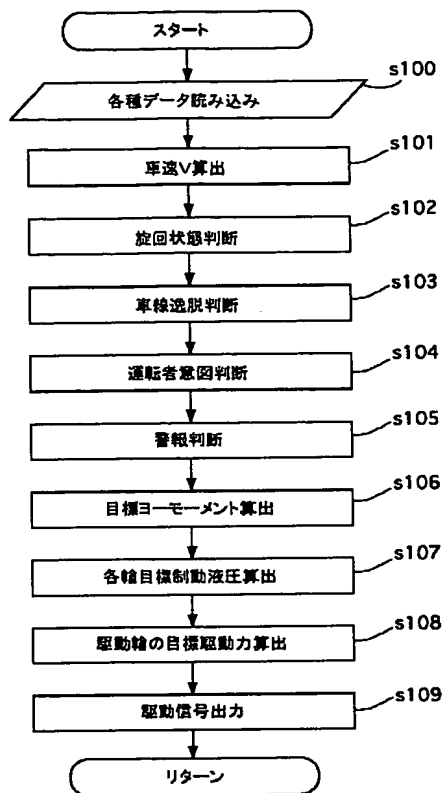 スタート
s100
各種データ読み込み
s101
車速V算出
s102
旋回状態判断
s103
車線逸脱判断
s104
運転者意図判断
s105
警報判断
s106
目標ヨーモーメント算出
s107
各輪目標制動液圧算出
s108
駆動輪の目標駆動力算出
s109
駆動信号出力
リターン